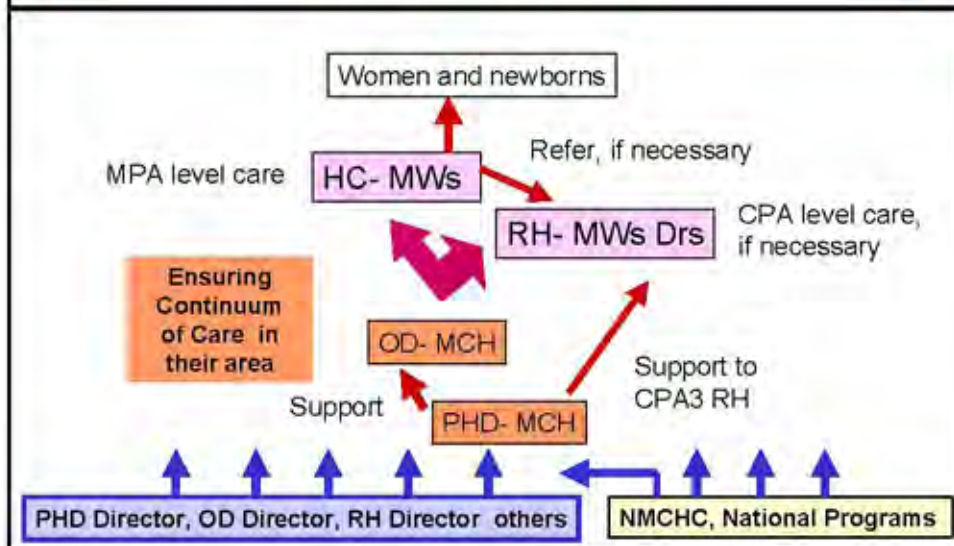 Women and newborns
MPA level care
HC- MWs
Refer, if necessary
RH- MWs Drs
CPA level care,
if necessary
Ensuring
Continuum
of Care in
their area
OD- MCH
Support
Support to
CPA3 RH
PHD- MCH
PHD Director, OD Director, RH Director others
NMCHC, National Programs